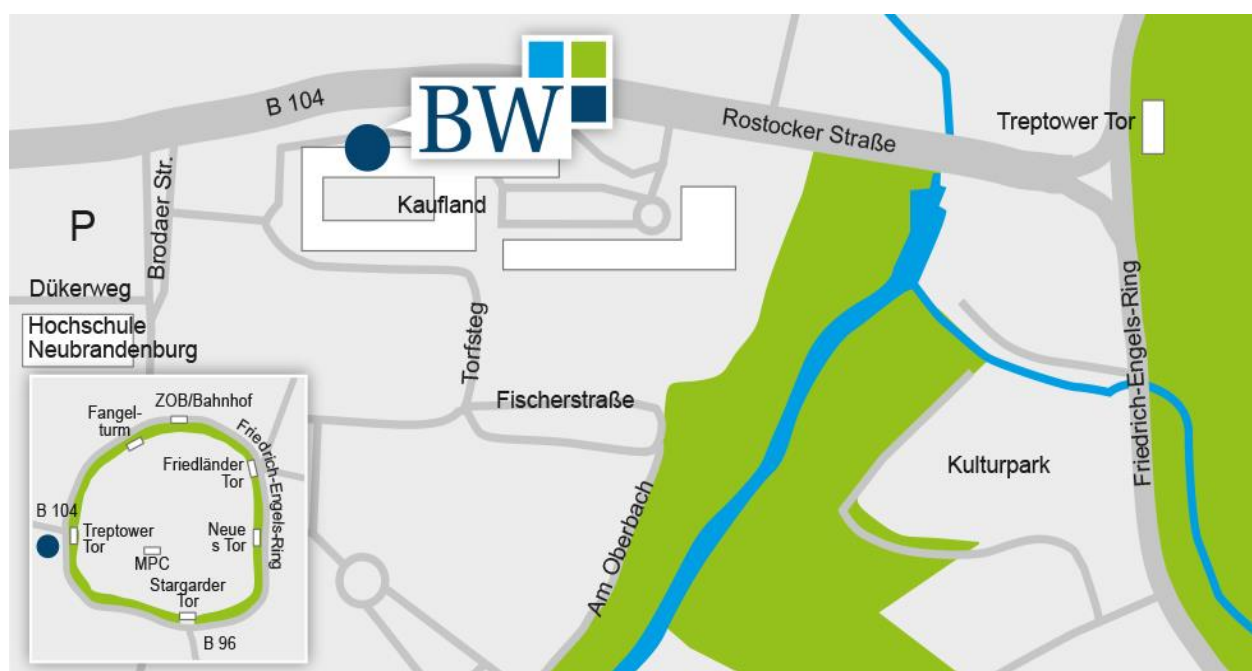 B 104
BW
Rostocker Straße
Treptower Tor
Brodaer Str.
P
Kaufland
Dükerweg
Hochschule
Neubrandenburg
Torfsteg
Fischerstraße
Friedrich-Engels-Ring
Kulturpark
Am Oberbach
ZOB/Bahnhof
Fangel-
turm
Friedrich-Engels-Ring
Friedländer
Tor
B 104
Treptower
Tor
Neue
s Tor
MPC
Stargarder
Tor
B 96